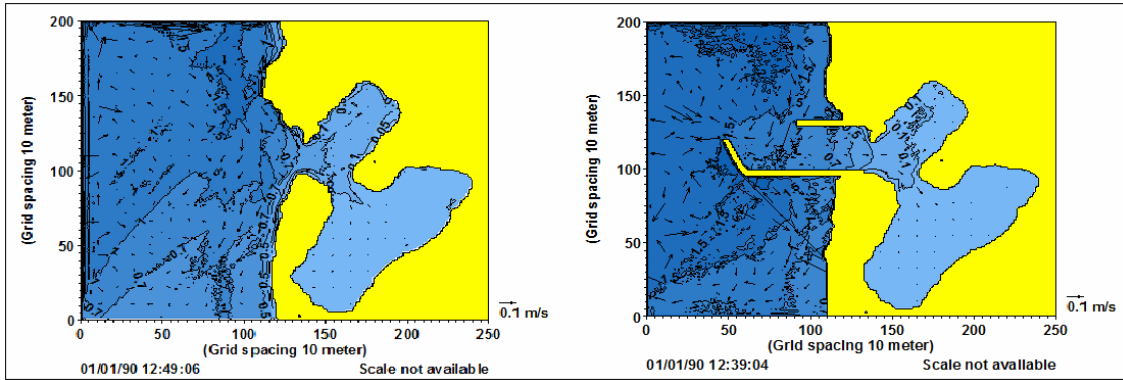 200
150
100
50
0
(Grid spacing 10 meter)
0 50 100 150 200 250
(Grid spacing 10 meter)
0.1 m/s
01/01/90 12:49:06 Scale not available
200
150
100
50
0
(Grid spacing 10 meter)
0 50 100 150 200 250
(Grid spacing 10 meter)
0.1 m/s
01/01/90 12:39:04 Scale not available